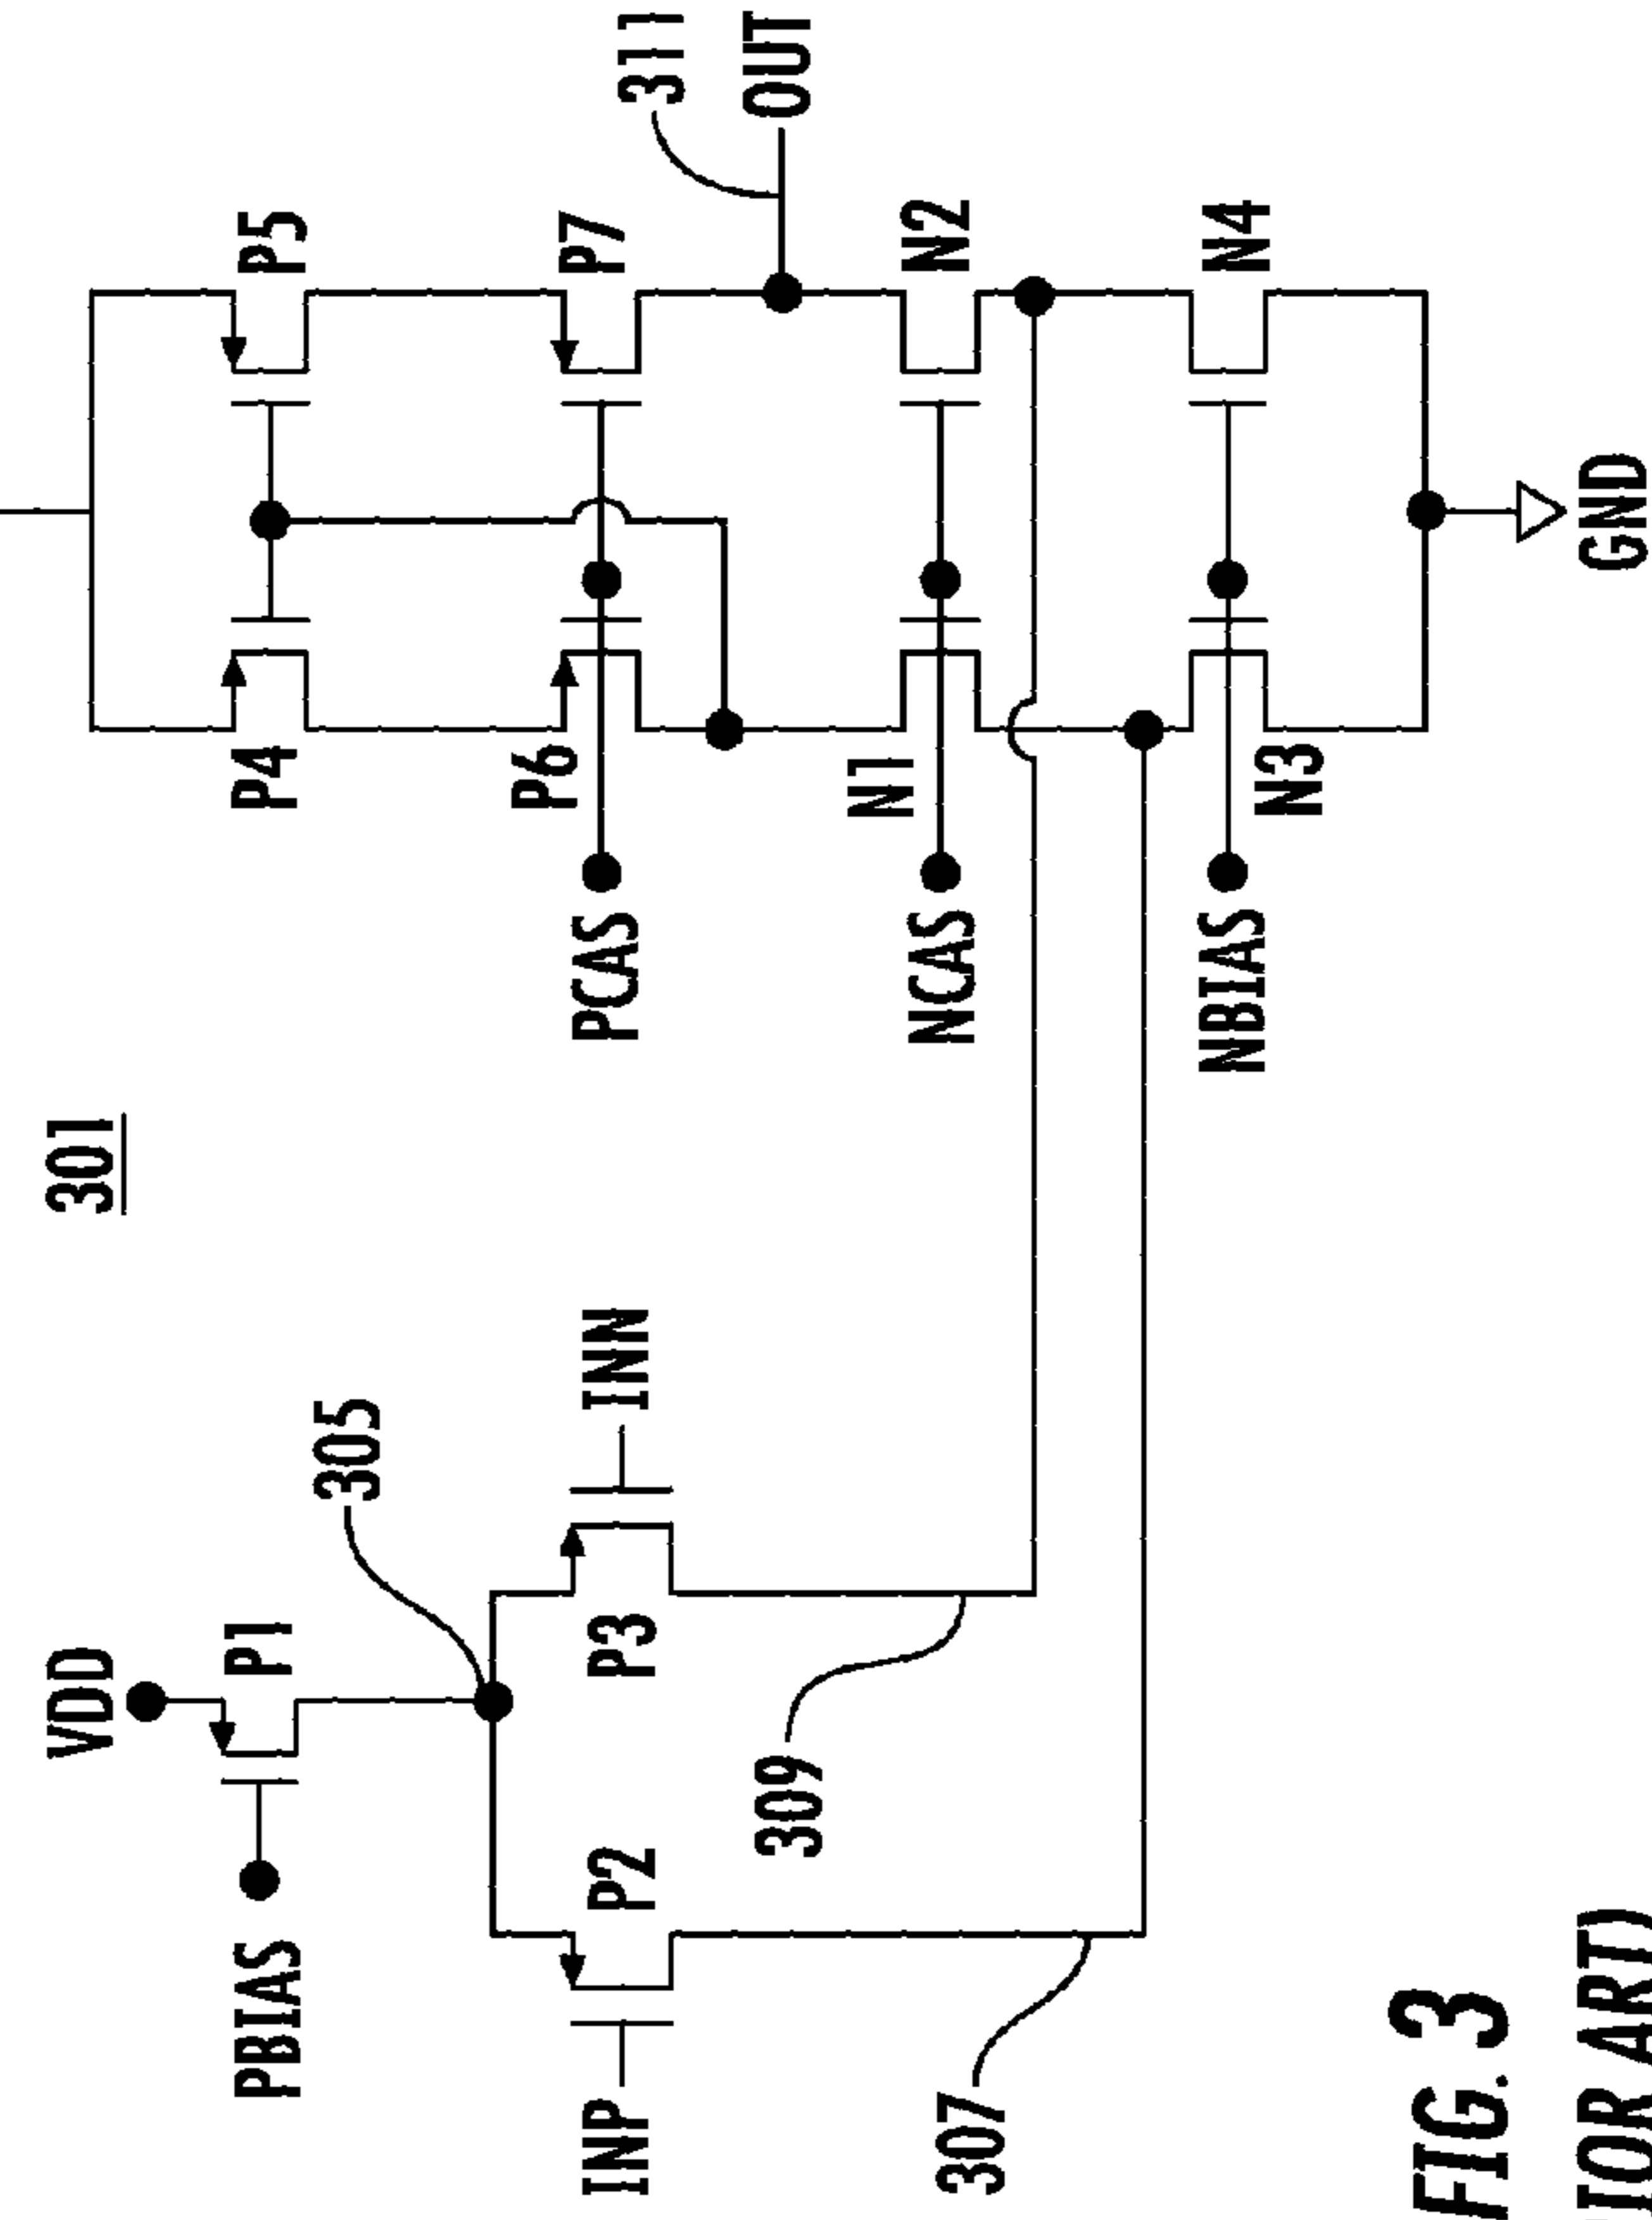 301
VDD
PBIAS
P1
305
INP
P2
P3
INN
309
307
P4
P5
P6
P7
PCAS
311
OUT
N1
N2
NCAS
N3
N4
NBIAS
GND
FIG. 3
ART)